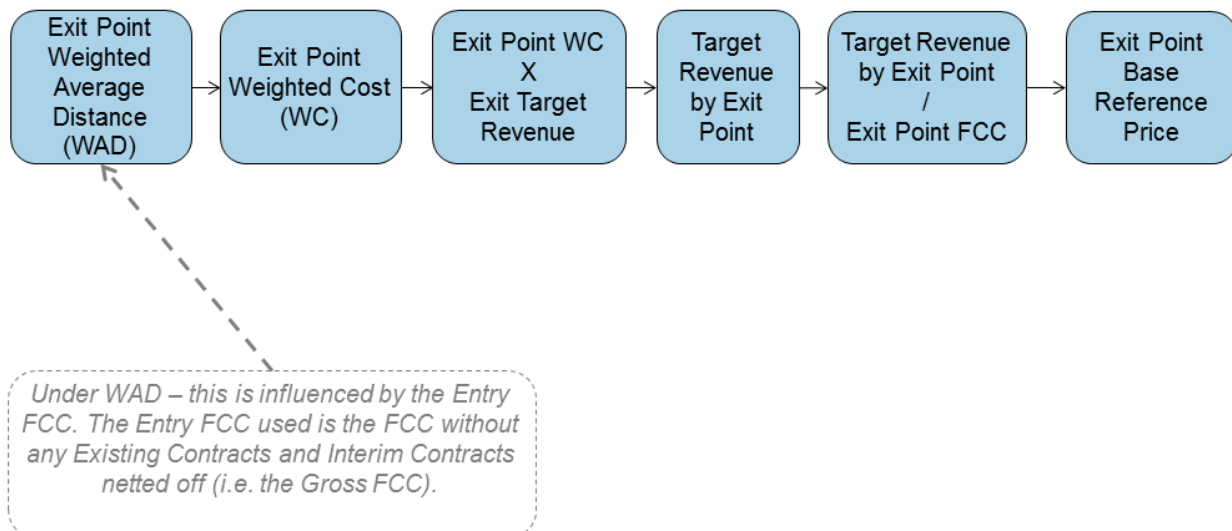 Exit Point
Weighted
Average
Distance
(WAD)
Exit Point
Weighted Cost
(WC)
Exit Point WC
X
Exit Target
Revenue
Target
Revenue
by Exit
Point
Target Revenue
by Exit Point
/
Exit Point FCC
Exit Point
Base
Reference
Price
Under WAD – this is influenced by the Entry
FCC. The Entry FCC used is the FCC without
any Existing Contracts and Interim Contracts
netted off (i.e. the Gross FCC).